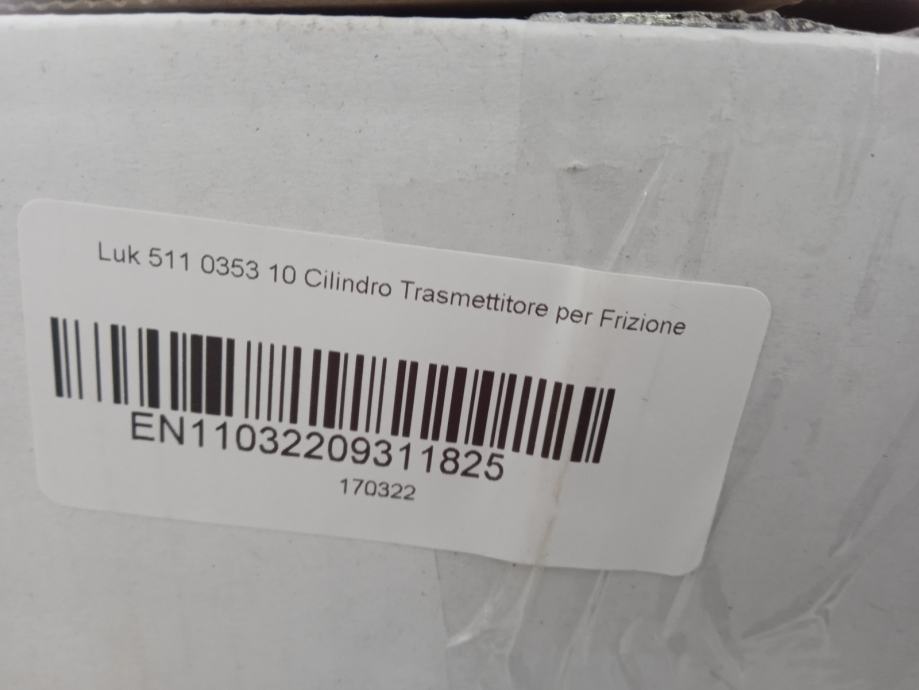 Luk 511 0353 10 Cilindro Trasmettitore per Frizione
EN11032209311825
170322